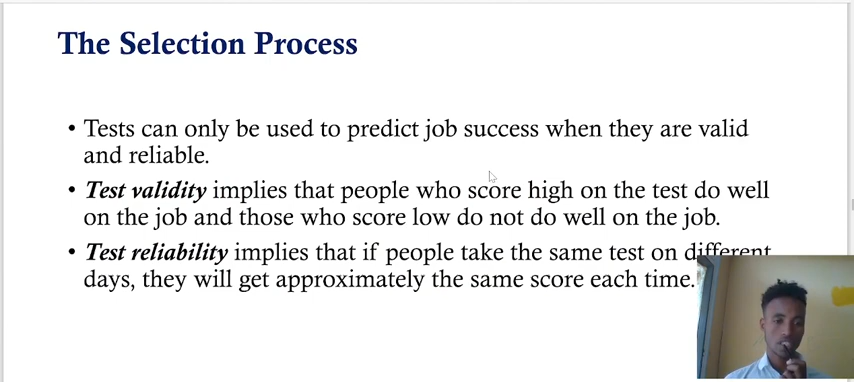 The Selection Process
• Tests can only be used to predict job success when they are valid
and reliable.
• Test validity implies that people who score high on the test do well
on the job and those who score low do not do well on the job.
• Test reliability implies that if people take the same test on different
days, they will get approximately the same score each time.